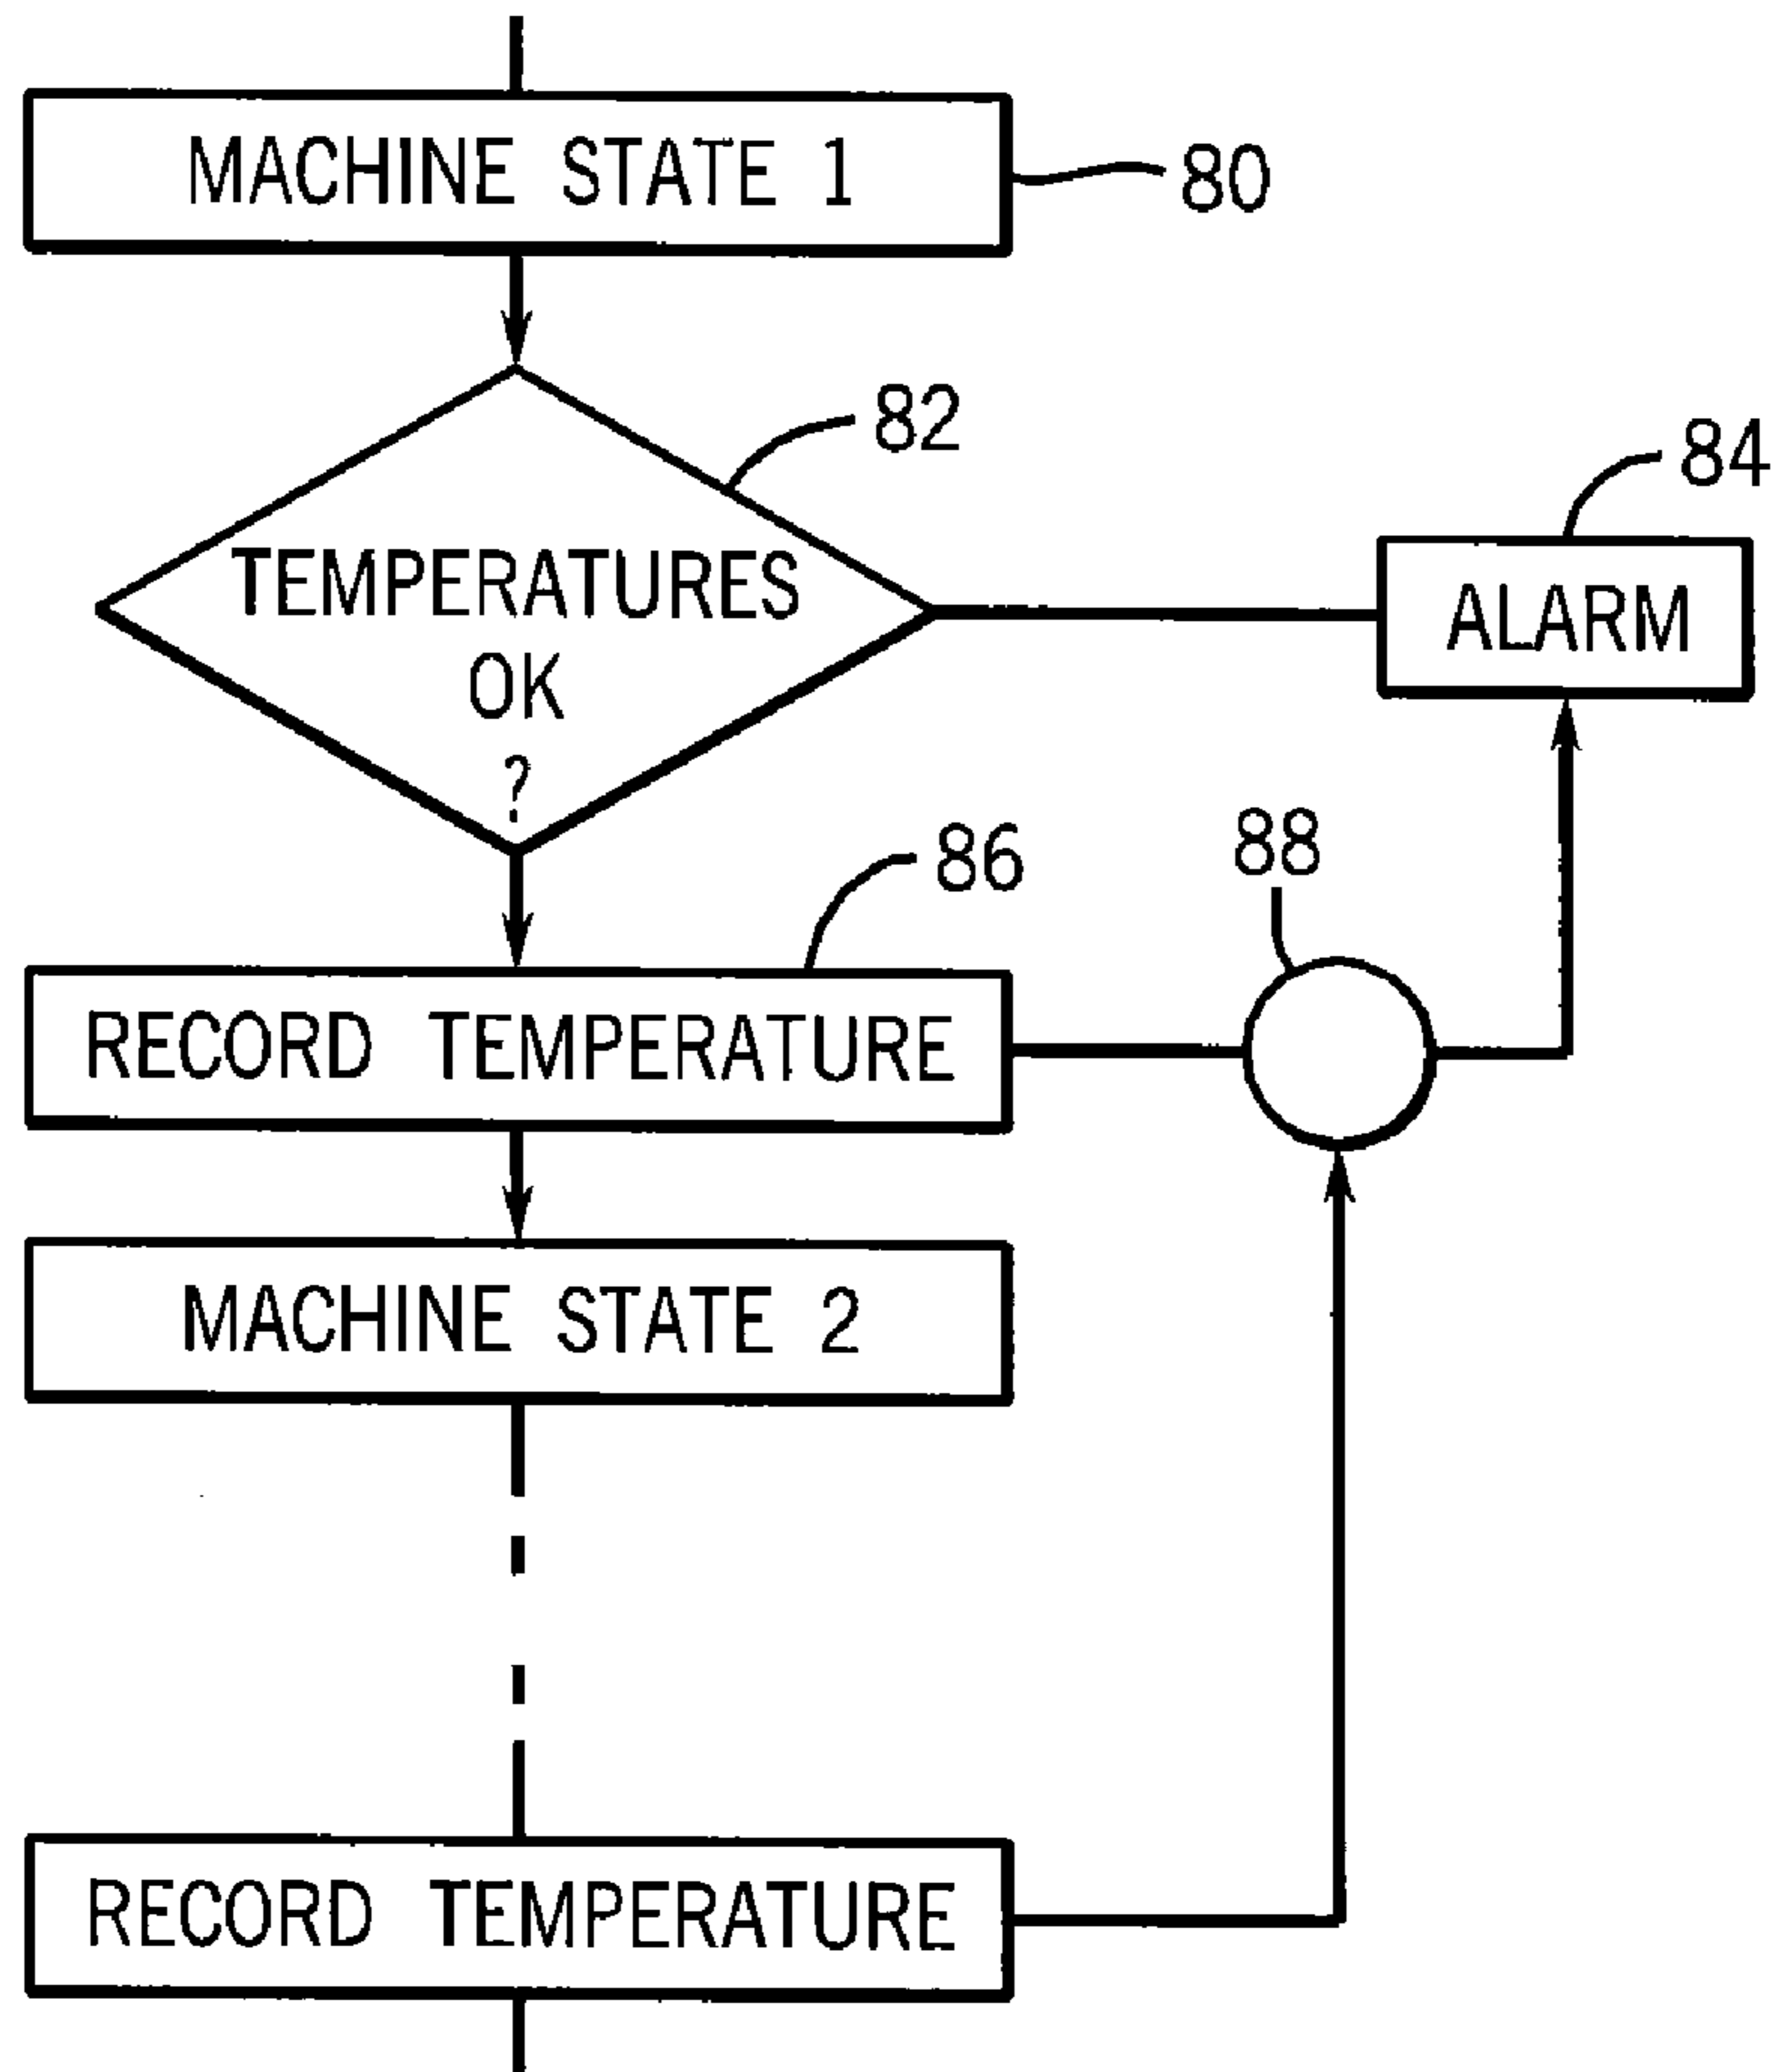 MACHINE STATE 1
80
82
TEMPERATURES
OK
?
84
ALARM
86
88
RECORD TEMPERATURE
MACHINE STATE 2
RECORD TEMPERATURE